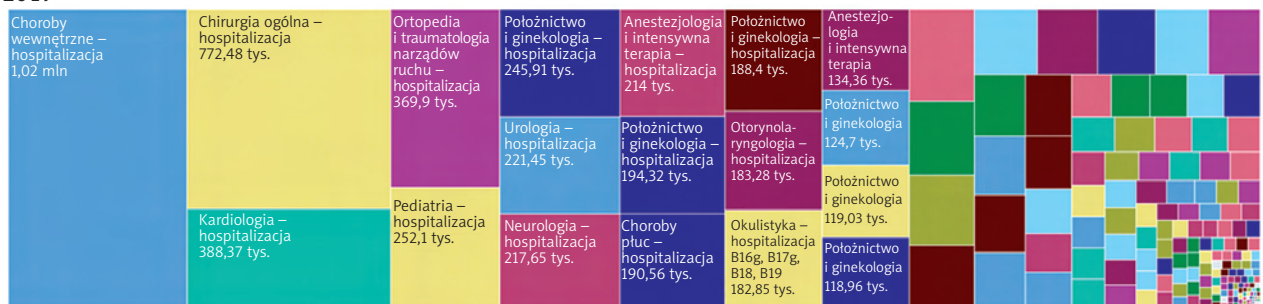 Choroby
wewnętrzne –
hospitalizacja
1,02 mln
Chirurgia ogólna –
hospitalizacja
772,48 tys.
Kardiologia –
hospitalizacja
388,37 tys.
Ortopedia
i traumatologia
narządów
ruchu –
hospitalizacja
369,9 tys.
Pediatria –
hospitalizacja
252,1 tys.
Położnictwo
i ginekologia –
hospitalizacja
245,91 tys.
Urologia –
hospitalizacja
221,45 tys.
Neurologia –
hospitalizacja
217,65 tys.
Anestezjologia
i intensywna
terapia –
hospitalizacja
214 tys.
Położnictwo
i ginekologia –
hospitalizacja
194,32 tys.
Choroby
płuc –
hospitalizacja
190,56 tys.
Położnictwo
i ginekologia –
hospitalizacja
188,4 tys.
Otorynola-
ryngologia –
hospitalizacja
183,28 tys.
Okulistyka –
hospitalizacja
B16g, B17g,
B18, B19
182,85 tys.
Anestezjo-
logia
i intensywna
terapia
134,36 tys.
Położnictwo
i ginekologia
124,7 tys.
Położnictwo
i ginekologia
119,03 tys.
Położnictwo
i ginekologia
118,96 tys.